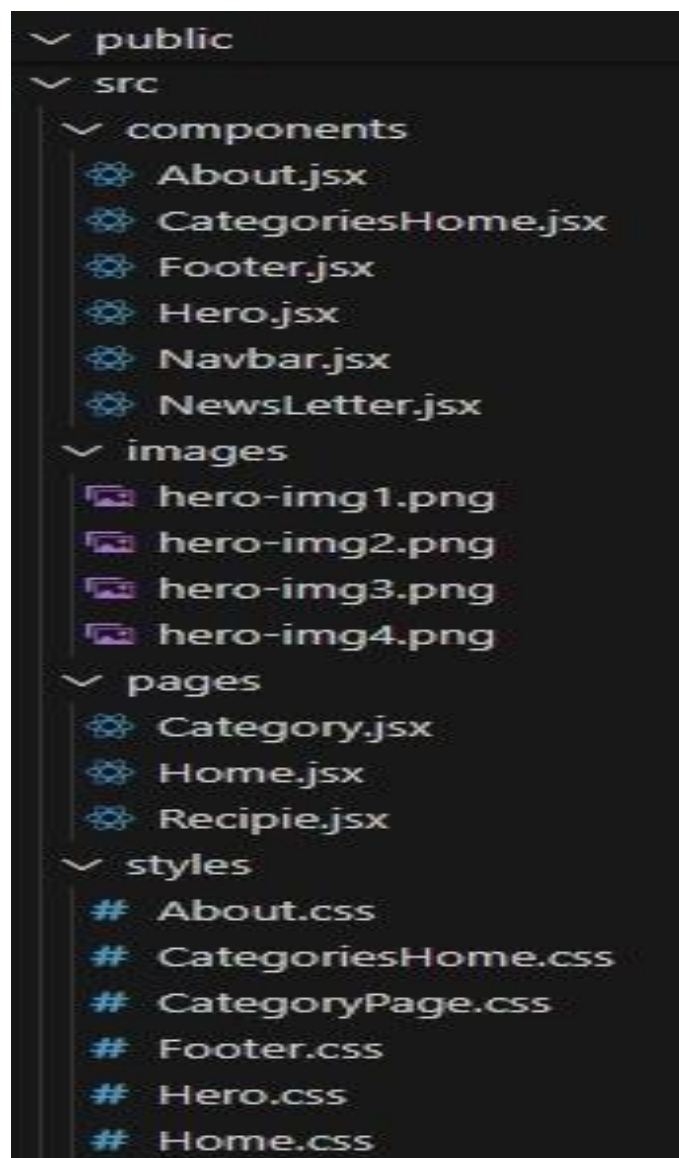 public
src
components
About.jsx
CategoriesHome.jsx
Footer.jsx
Hero.jsx
Navbar.jsx
NewsLetter.jsx
images
hero-img1.png
hero-img2.png
hero-img3.png
hero-img4.png
pages
Category.jsx
Home.jsx
Recipie.jsx
styles
About.css
CategoriesHome.css
CategoryPage.css
Footer.css
Hero.css
Home.css